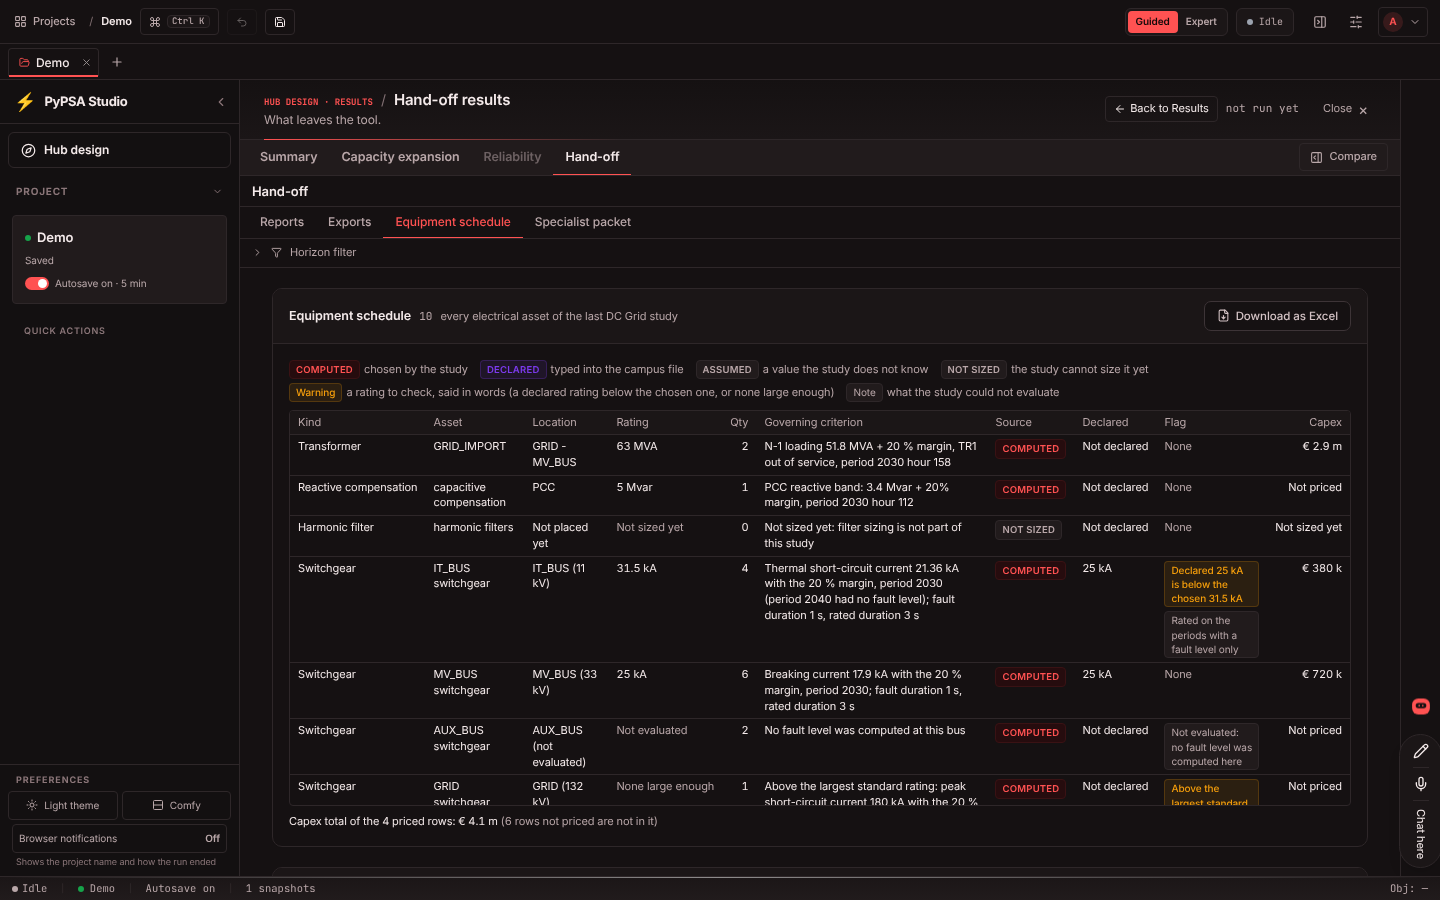 Projects / Demo Ctrl K Guided Expert Idle A
Demo
PyPSA Studio
Hub design
PROJECT
Demo
Saved
Autosave on · 5 min
QUICK ACTIONS
HUB DESIGN · RESULTS / Hand-off results
What leaves the tool.
Back to Results not run yet Close
Summary Capacity expansion Reliability Hand-off Compare
Hand-off
Reports Exports Equipment schedule Specialist packet
Horizon filter
Equipment schedule 10 every electrical asset of the last DC Grid study Download as Excel
COMPUTED chosen by the study DECLARED typed into the campus file ASSUMED a value the study does not know NOT SIZED the study cannot size it yet
Warning a rating to check, said in words (a declared rating below the chosen one, or none large enough) Note what the study could not evaluate
Kind Asset Location Rating Qty Governing criterion Source Declared Flag Capex
Transformer GRID_IMPORT GRID - 63 MVA 2 N-1 loading 51.8 MVA + 20 % margin, TR1 COMPUTED Not declared None € 2.9 m
MV_BUS out of service, period 2030 hour 158
Reactive compensation capacitive PCC 5 Mvar 1 PCC reactive band: 3.4 Mvar + 20% COMPUTED Not declared None Not priced
compensation margin, period 2030 hour 112
Harmonic filter harmonic filters Not placed Not sized yet 0 Not sized yet: filter sizing is not part of NOT SIZED Not declared None Not sized yet
yet this study
Switchgear IT_BUS IT_BUS (11 31.5 kA 4 Thermal short-circuit current 21.36 kA COMPUTED 25 kA Declared 25 kA € 380 k
switchgear kV) with the 20 % margin, period 2030 is below the
(period 2040 had no fault level); fault chosen 31.5 kA
duration 1 s, rated duration 3 s Rated on the
periods with a
fault level only
Switchgear MV_BUS MV_BUS (33 25 kA 6 Breaking current 17.9 kA with the 20 % COMPUTED 25 kA None € 720 k
switchgear kV) margin, period 2030; fault duration 1 s,
rated duration 3 s
Switchgear AUX_BUS AUX_BUS Not evaluated 2 No fault level was computed at this bus COMPUTED Not declared Not evaluated: Not priced
switchgear (not no fault level was
evaluated) computed here
Switchgear GRID GRID (132 None large enough 1 Above the largest standard rating: peak COMPUTED Not declared Above the Not priced
switchgear kV) short-circuit current 180 kA with the 20 % largest standard
Capex total of the 4 priced rows: € 4.1 m (6 rows not priced are not in it)
PREFERENCES
Light theme Comfy
Browser notifications Off
Shows the project name and how the run ended
Chat here
Idle Demo Autosave on 1 snapshots Obj: —